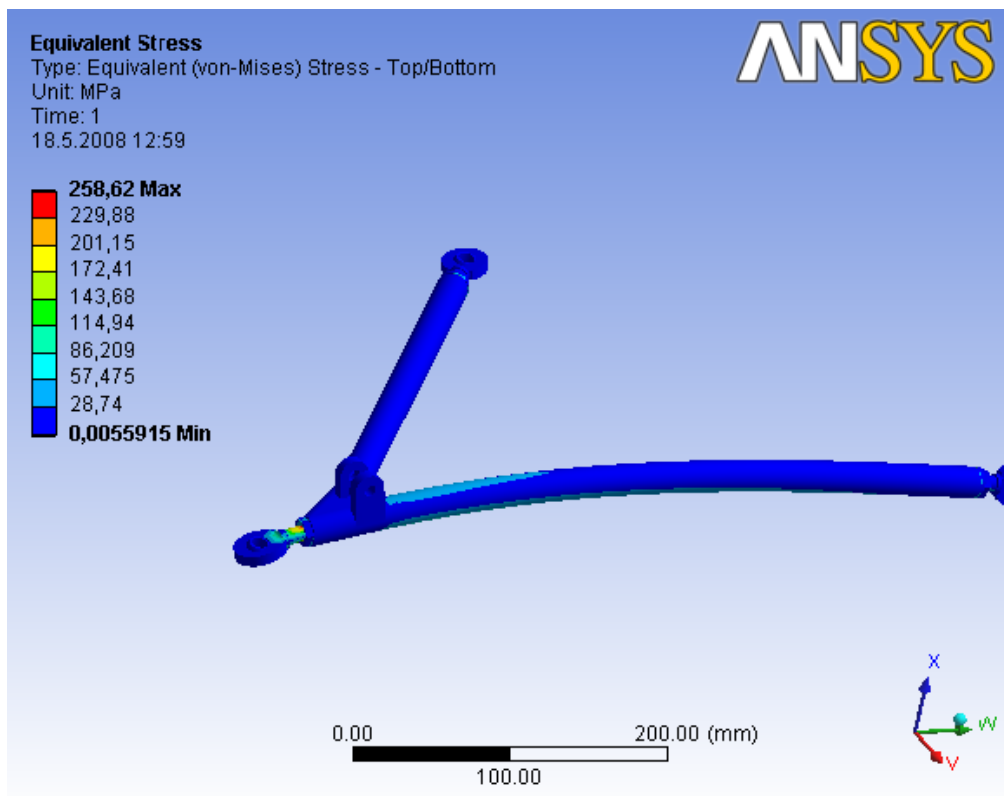 Equivalent Stress
Type: Equivalent (von-Mises) Stress - Top/Bottom
Unit: MPa
Time: 1
18.5.2008 12:59
ANSYS
258,62 Max
229,88
201,15
172,41
143,68
114,94
86,209
57,475
28,74
0,0055915 Min
0.00
200.00 (mm)
100.00
X
W
V